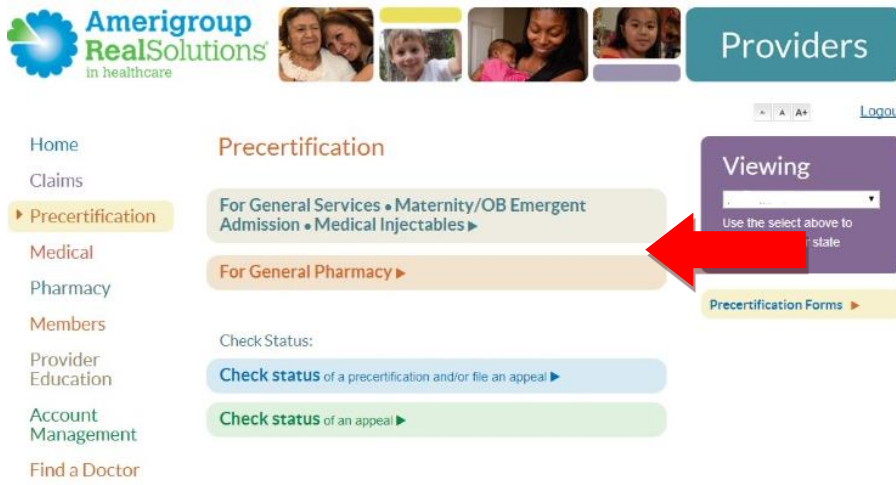 Amerigroup
RealSolutions
in healthcare
Providers
A A A+
Logou
Home
Claims
Precertification
Medical
Pharmacy
Members
Provider
Education
Account
Management
Find a Doctor
Precertification
For General Services • Maternity/OB Emergent
Admission • Medical Injectables
For General Pharmacy
Check Status:
Check status of a precertification and/or file an appeal
Check status of an appeal
Viewing
Use the select above to
state
Precertification Forms